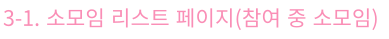 3-1. 소모임 리스트 페이지(참여 중 소모임)